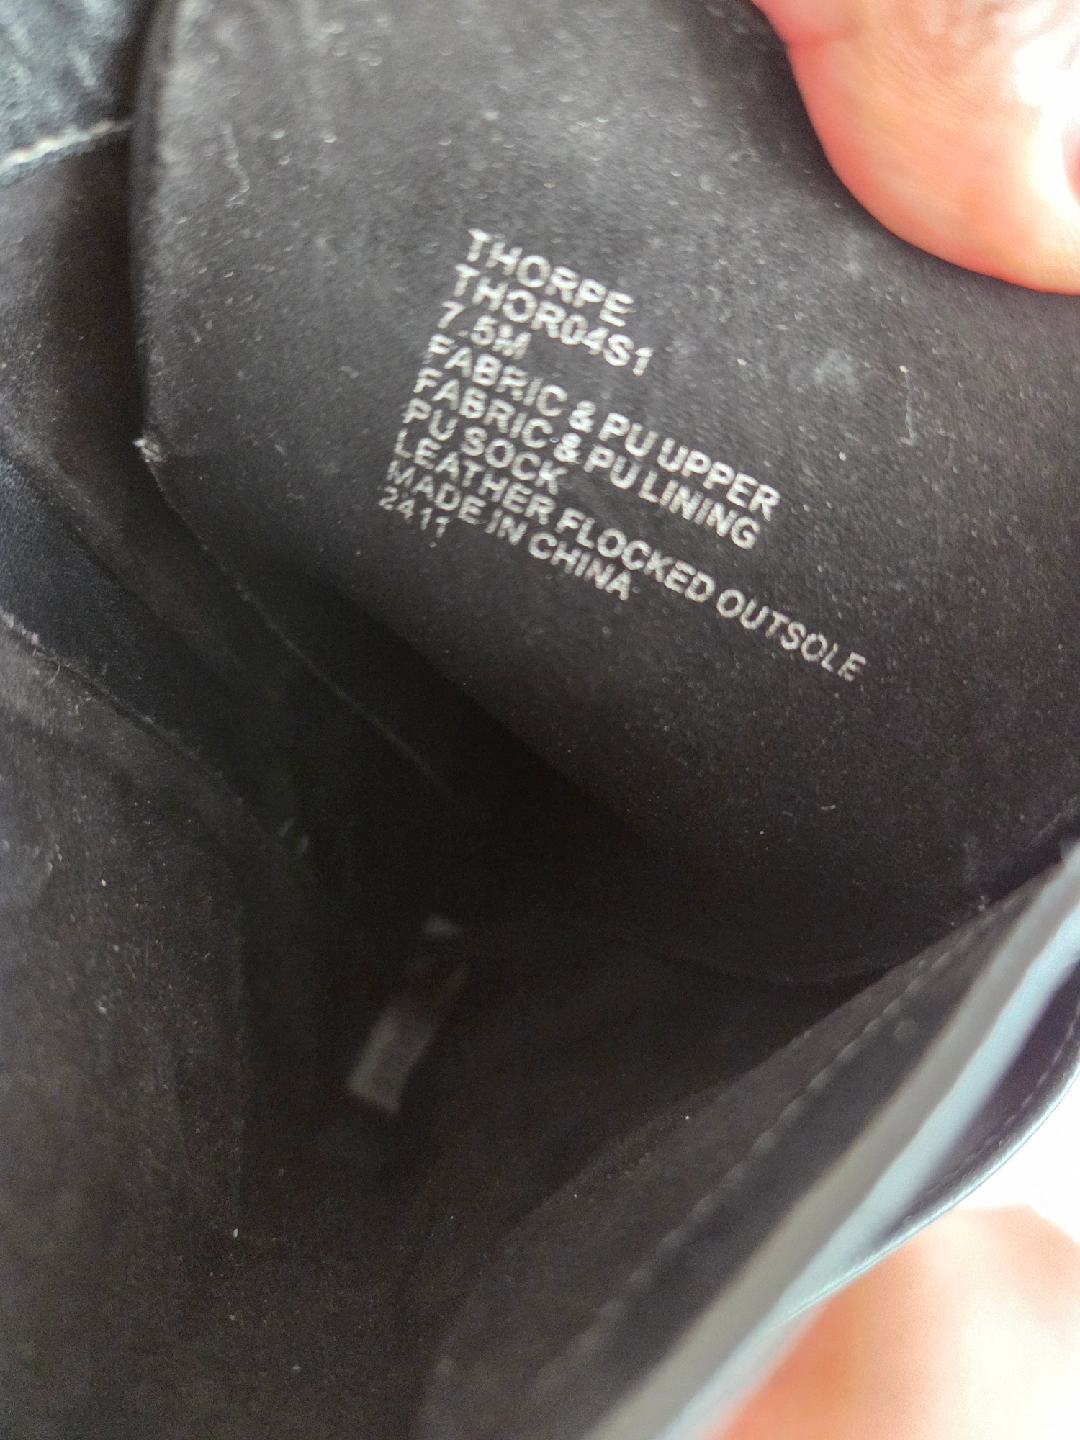 THORPE
THOR04S1
7.5M
FABRIC & PU UPPER
FABRIC & PU LINING
PU SOCK
LEATHER FLOCKED OUTSOLE
MADE IN CHINA
2411